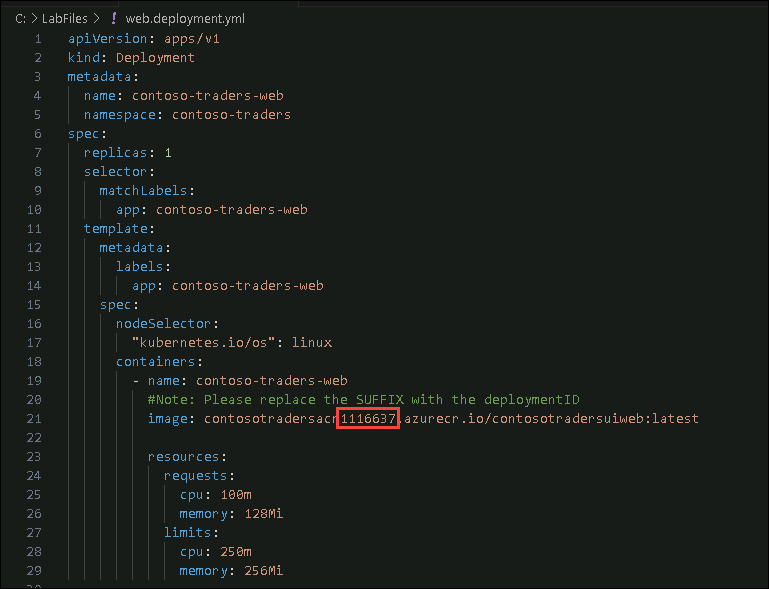 C: > LabFiles > ! web.deployment.yml
1 apiVersion: apps/v1
2 kind: Deployment
3 metadata:
4   name: contoso-traders-web
5   namespace: contoso-traders
6 spec:
7   replicas: 1
8   selector:
9     matchLabels:
10       app: contoso-traders-web
11   template:
12     metadata:
13       labels:
14         app: contoso-traders-web
15     spec:
16       nodeSelector:
17         "kubernetes.io/os": linux
18       containers:
19         - name: contoso-traders-web
20           #Note: Please replace the SUFFIX with the deploymentID
21           image: contosotradersacr1116637.azurecr.io/contosotradersuiweb:latest
22
23           resources:
24             requests:
25               cpu: 100m
26               memory: 128Mi
27             limits:
28               cpu: 250m
29               memory: 256Mi